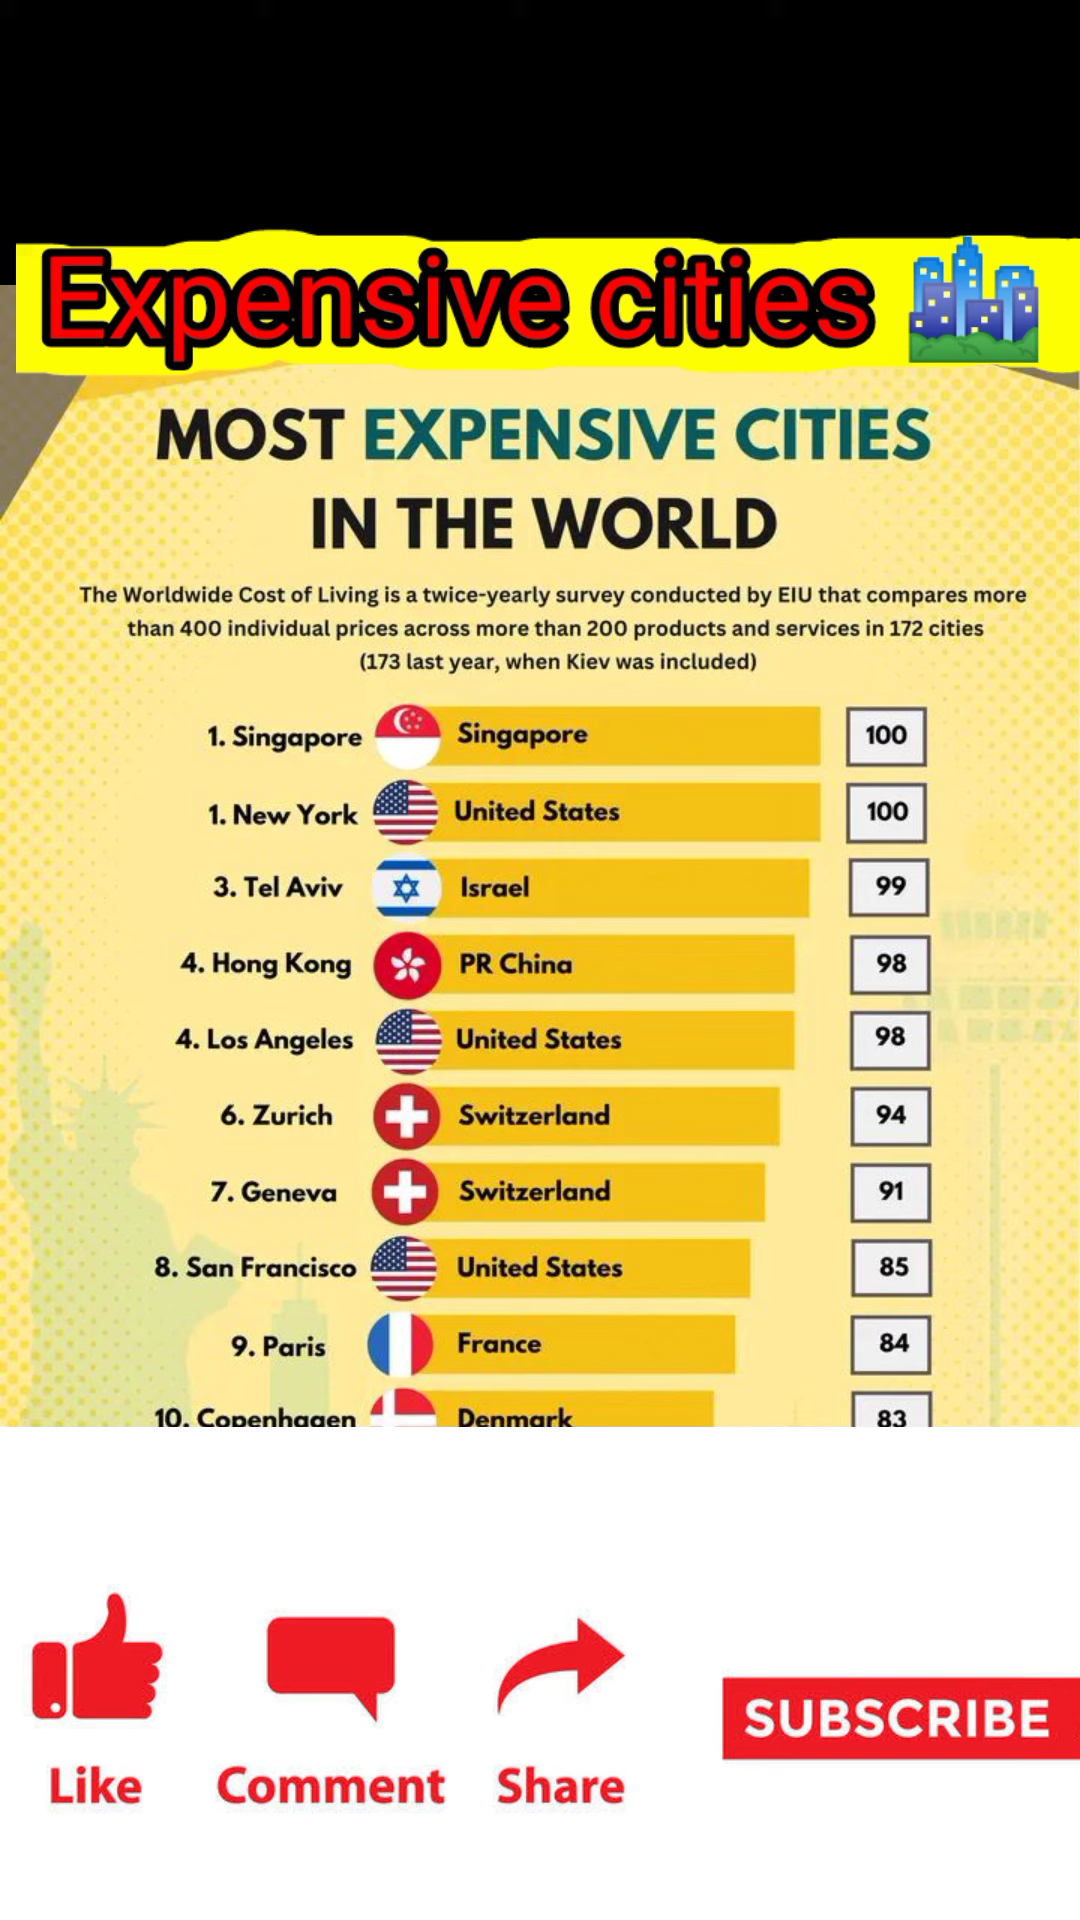 Expensive cities
MOST EXPENSIVE CITIES
IN THE WORLD
The Worldwide Cost of Living is a twice-yearly survey conducted by EIU that compares more
than 400 individual prices across more than 200 products and services in 172 cities
(173 last year, when Kiev was included)
1. Singapore Singapore 100
1. New York United States 100
3. Tel Aviv Israel 99
4. Hong Kong PR China 98
4. Los Angeles United States 98
6. Zurich Switzerland 94
7. Geneva Switzerland 91
8. San Francisco United States 85
9. Paris France 84
10. Copenhagen Denmark 83
SUBSCRIBE
Like Comment Share